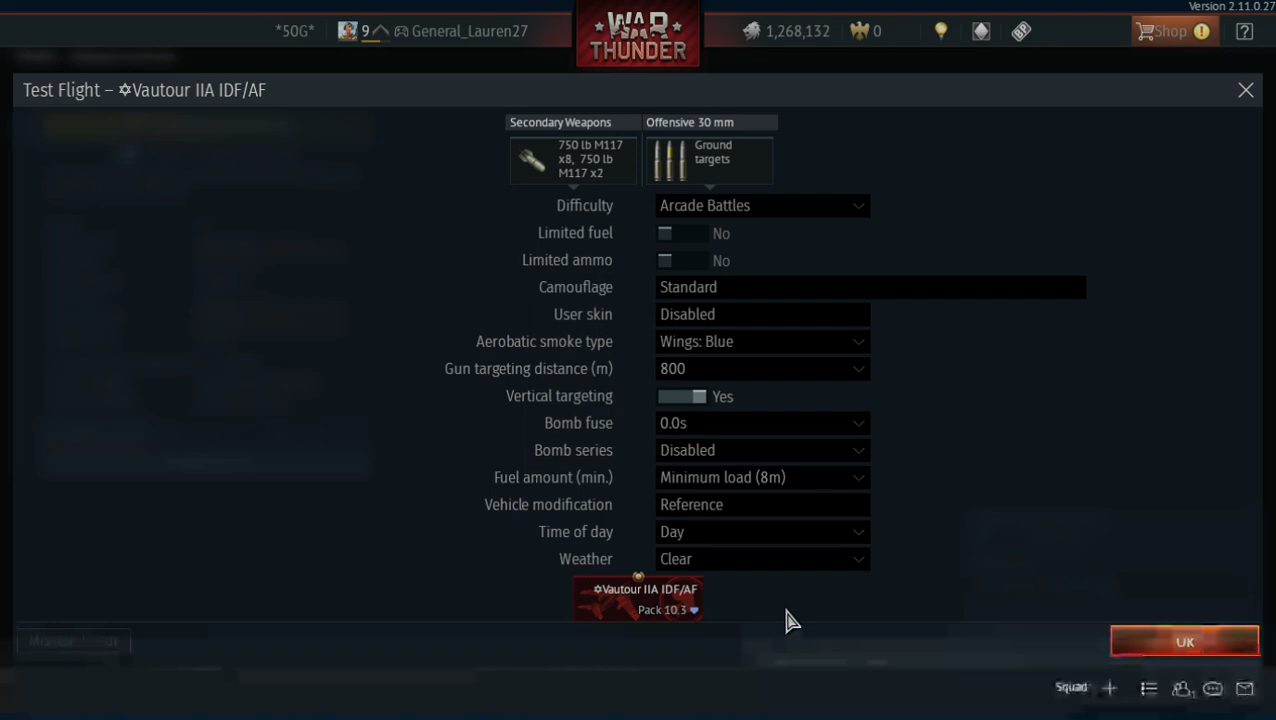 Version 2.11.0.27
*50G* 9 General_Lauren27 WAR THUNDER 1,268,132 0 Shop
Test Flight – ✡Vautour IIA IDF/AF
Secondary Weapons Offensive 30 mm
750 lb M117 x8, 750 lb M117 x2
Ground targets
Difficulty Arcade Battles
Limited fuel No
Limited ammo No
Camouflage Standard
User skin Disabled
Aerobatic smoke type Wings: Blue
Gun targeting distance (m) 800
Vertical targeting Yes
Bomb fuse 0.0s
Bomb series Disabled
Fuel amount (min.) Minimum load (8m)
Vehicle modification Reference
Time of day Day
Weather Clear
✡Vautour IIA IDF/AF
Pack 10.3
OK
Squad +
1